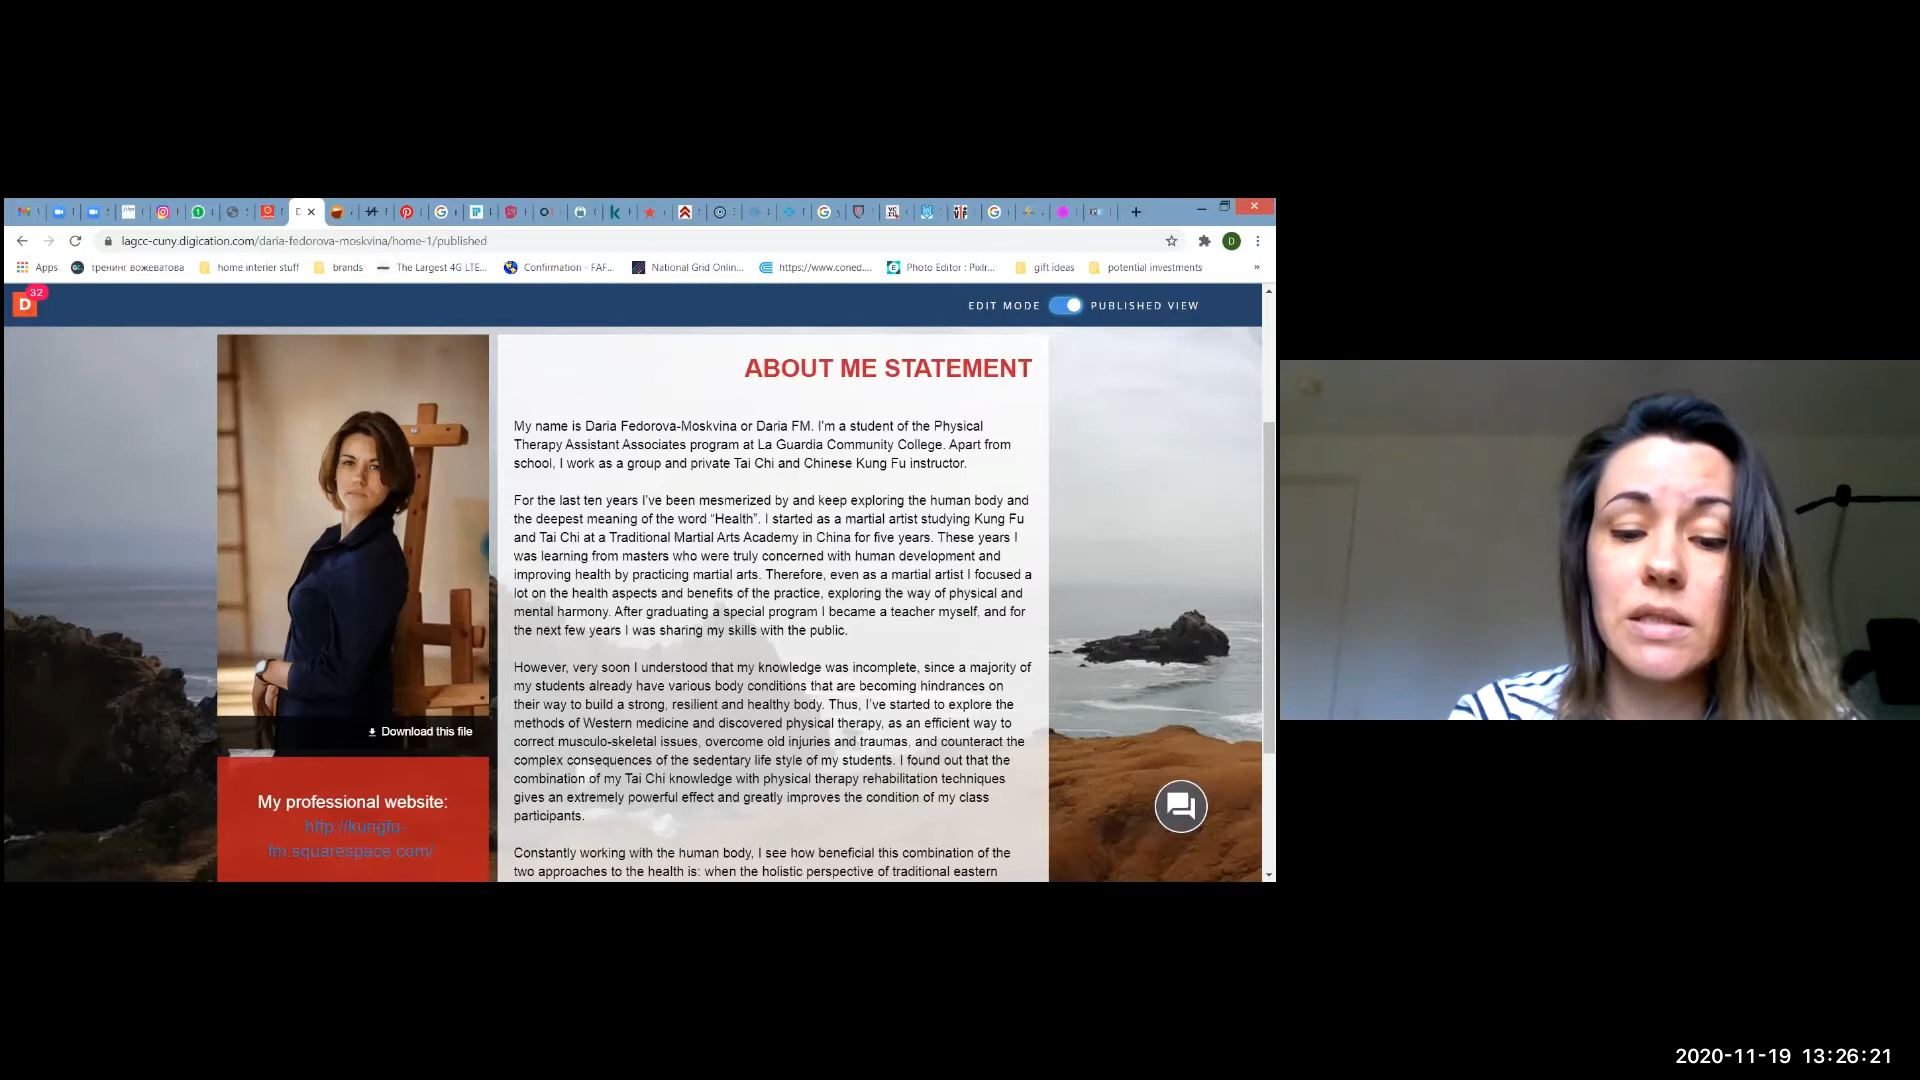 lagcc-cuny.digication.com/daria-fedorova-moskvina/home-1/published
Apps
тренинг вожеватова
home interier stuff
brands
The Largest 4G LTE...
Confirmation - FAF...
National Grid Onlin...
https://www.coned....
Photo Editor : Pixlr...
gift ideas
potential investments
»
D
32
EDIT MODE
PUBLISHED VIEW
ABOUT ME STATEMENT
My name is Daria Fedorova-Moskvina or Daria FM. I'm a student of the Physical
Therapy Assistant Associates program at La Guardia Community College. Apart from
school, I work as a group and private Tai Chi and Chinese Kung Fu instructor.
For the last ten years I've been mesmerized by and keep exploring the human body and
the deepest meaning of the word “Health”. I started as a martial artist studying Kung Fu
and Tai Chi at a Traditional Martial Arts Academy in China for five years. These years I
was learning from masters who were truly concerned with human development and
improving health by practicing martial arts. Therefore, even as a martial artist I focused a
lot on the health aspects and benefits of the practice, exploring the way of physical and
mental harmony. After graduating a special program I became a teacher myself, and for
the next few years I was sharing my skills with the public.
However, very soon I understood that my knowledge was incomplete, since a majority of
my students already have various body conditions that are becoming hindrances on
their way to build a strong, resilient and healthy body. Thus, I've started to explore the
methods of Western medicine and discovered physical therapy, as an efficient way to
correct musculo-skeletal issues, overcome old injuries and traumas, and counteract the
complex consequences of the sedentary life style of my students. I found out that the
combination of my Tai Chi knowledge with physical therapy rehabilitation techniques
gives an extremely powerful effect and greatly improves the condition of my class
participants.
Constantly working with the human body, I see how beneficial this combination of the
two approaches to the health is: when the holistic perspective of traditional eastern
Download this file
My professional website:
http://kungfu-
fm.squarespace.com/
2020-11-19 13:26:21